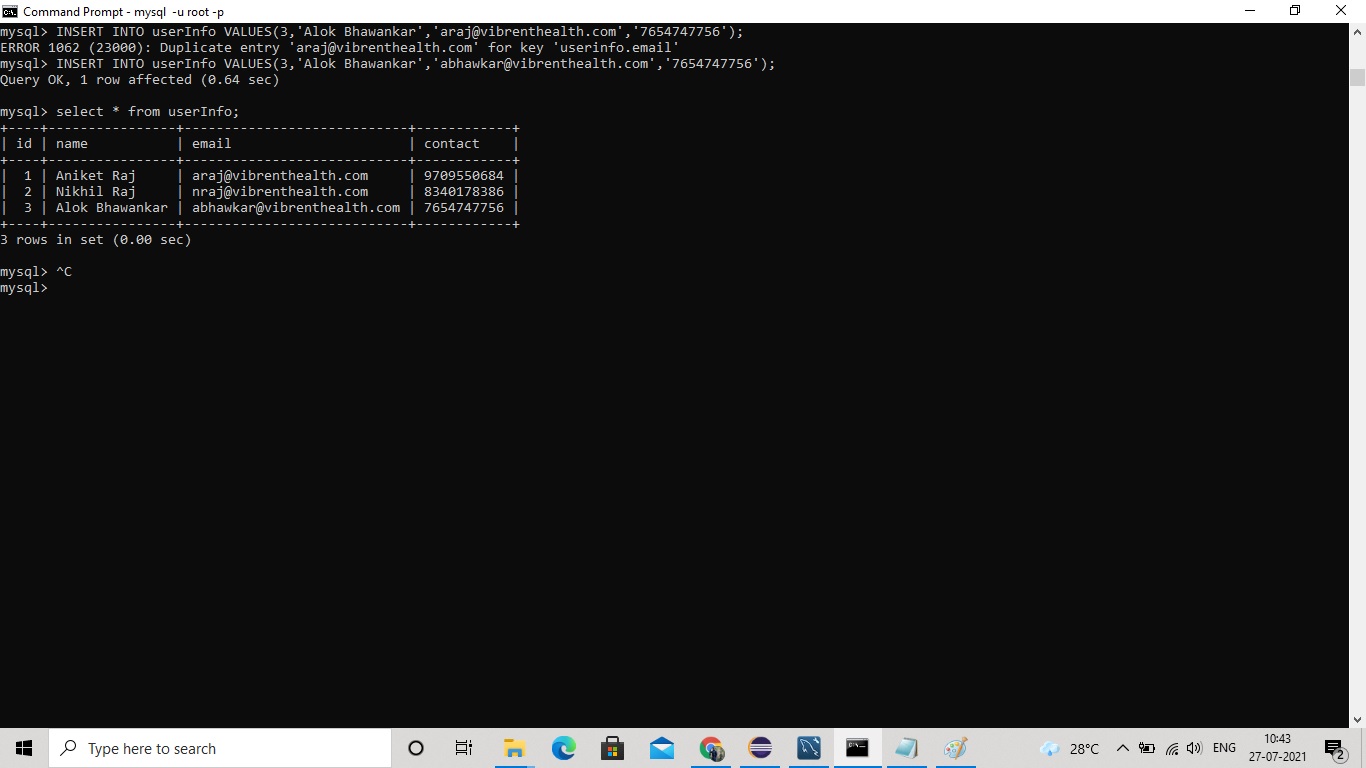 Command Prompt - mysql  -u root -p
mysql> INSERT INTO userInfo VALUES(3,'Alok Bhawankar','araj@vibrenthealth.com','7654747756');
ERROR 1062 (23000): Duplicate entry 'araj@vibrenthealth.com' for key 'userinfo.email'
mysql> INSERT INTO userInfo VALUES(3,'Alok Bhawankar','abhawkar@vibrenthealth.com','7654747756');
Query OK, 1 row affected (0.64 sec)
mysql> select * from userInfo;
+----+----------------+----------------------------+------------+
| id | name           | email                      | contact    |
+----+----------------+----------------------------+------------+
|  1 | Aniket Raj     | araj@vibrenthealth.com     | 9709550684 |
|  2 | Nikhil Raj     | nraj@vibrenthealth.com     | 8340178386 |
|  3 | Alok Bhawankar | abhawkar@vibrenthealth.com | 7654747756 |
+----+----------------+----------------------------+------------+
3 rows in set (0.00 sec)
mysql> ^C
mysql>
Type here to search
28°C
ENG
10:43
27-07-2021
2